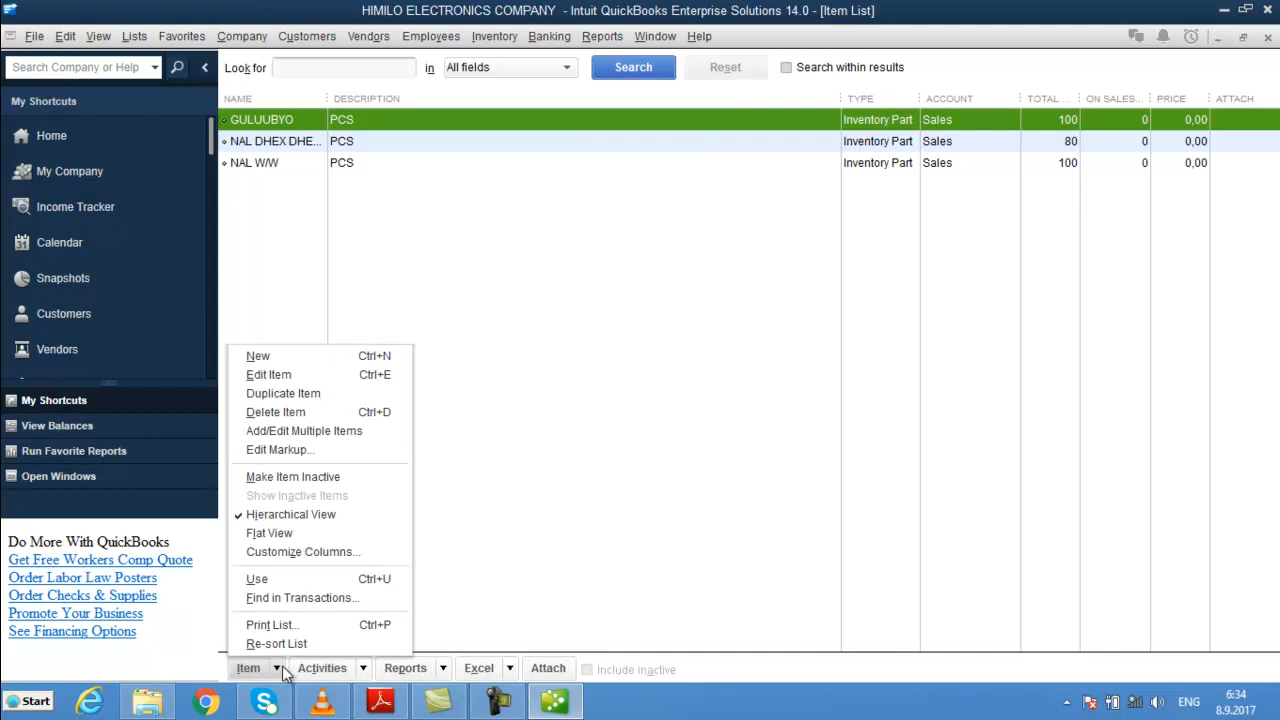 HIMILO ELECTRONICS COMPANY - Intuit QuickBooks Enterprise Solutions 14.0 - [Item List]
File Edit View Lists Favorites Company Customers Vendors Employees Inventory Banking Reports Window Help
Search Company or Help
Look for in All fields Search Reset Search within results
My Shortcuts
NAME DESCRIPTION TYPE ACCOUNT TOTAL ... ON SALES... PRICE ATTACH
GULUUBYO PCS Inventory Part Sales 100 0 0,00
NAL DHEX DHE... PCS Inventory Part Sales 80 0 0,00
NAL W/W PCS Inventory Part Sales 100 0 0,00
Home
My Company
Income Tracker
Calendar
Snapshots
Customers
Vendors
My Shortcuts
View Balances
Run Favorite Reports
Open Windows
Do More With QuickBooks
Get Free Workers Comp Quote
Order Labor Law Posters
Order Checks & Supplies
Promote Your Business
See Financing Options
New Ctrl+N
Edit Item Ctrl+E
Duplicate Item
Delete Item Ctrl+D
Add/Edit Multiple Items
Edit Markup...
Make Item Inactive
Show Inactive Items
Hierarchical View
Flat View
Customize Columns...
Use Ctrl+U
Find in Transactions...
Print List... Ctrl+P
Re-sort List
Item Activities Reports Excel Attach Include inactive
Start ENG 6:34
8.9.2017